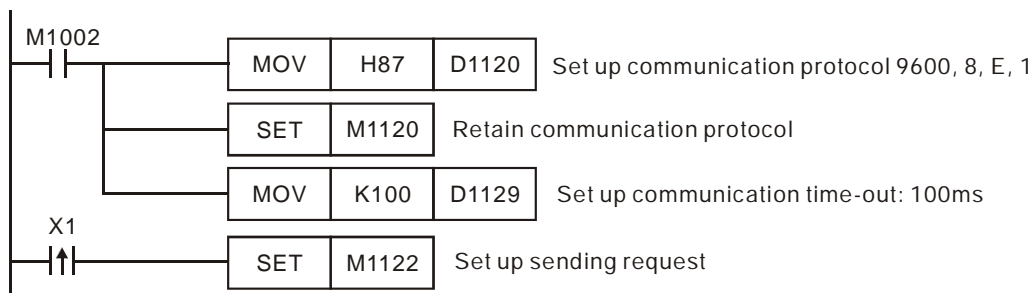 M1002
MOV H87 D1120 Set up communication protocol 9600, 8, E, 1
SET M1120 Retain communication protocol
MOV K100 D1129 Set up communication time-out: 100ms
X1
SET M1122 Set up sending request